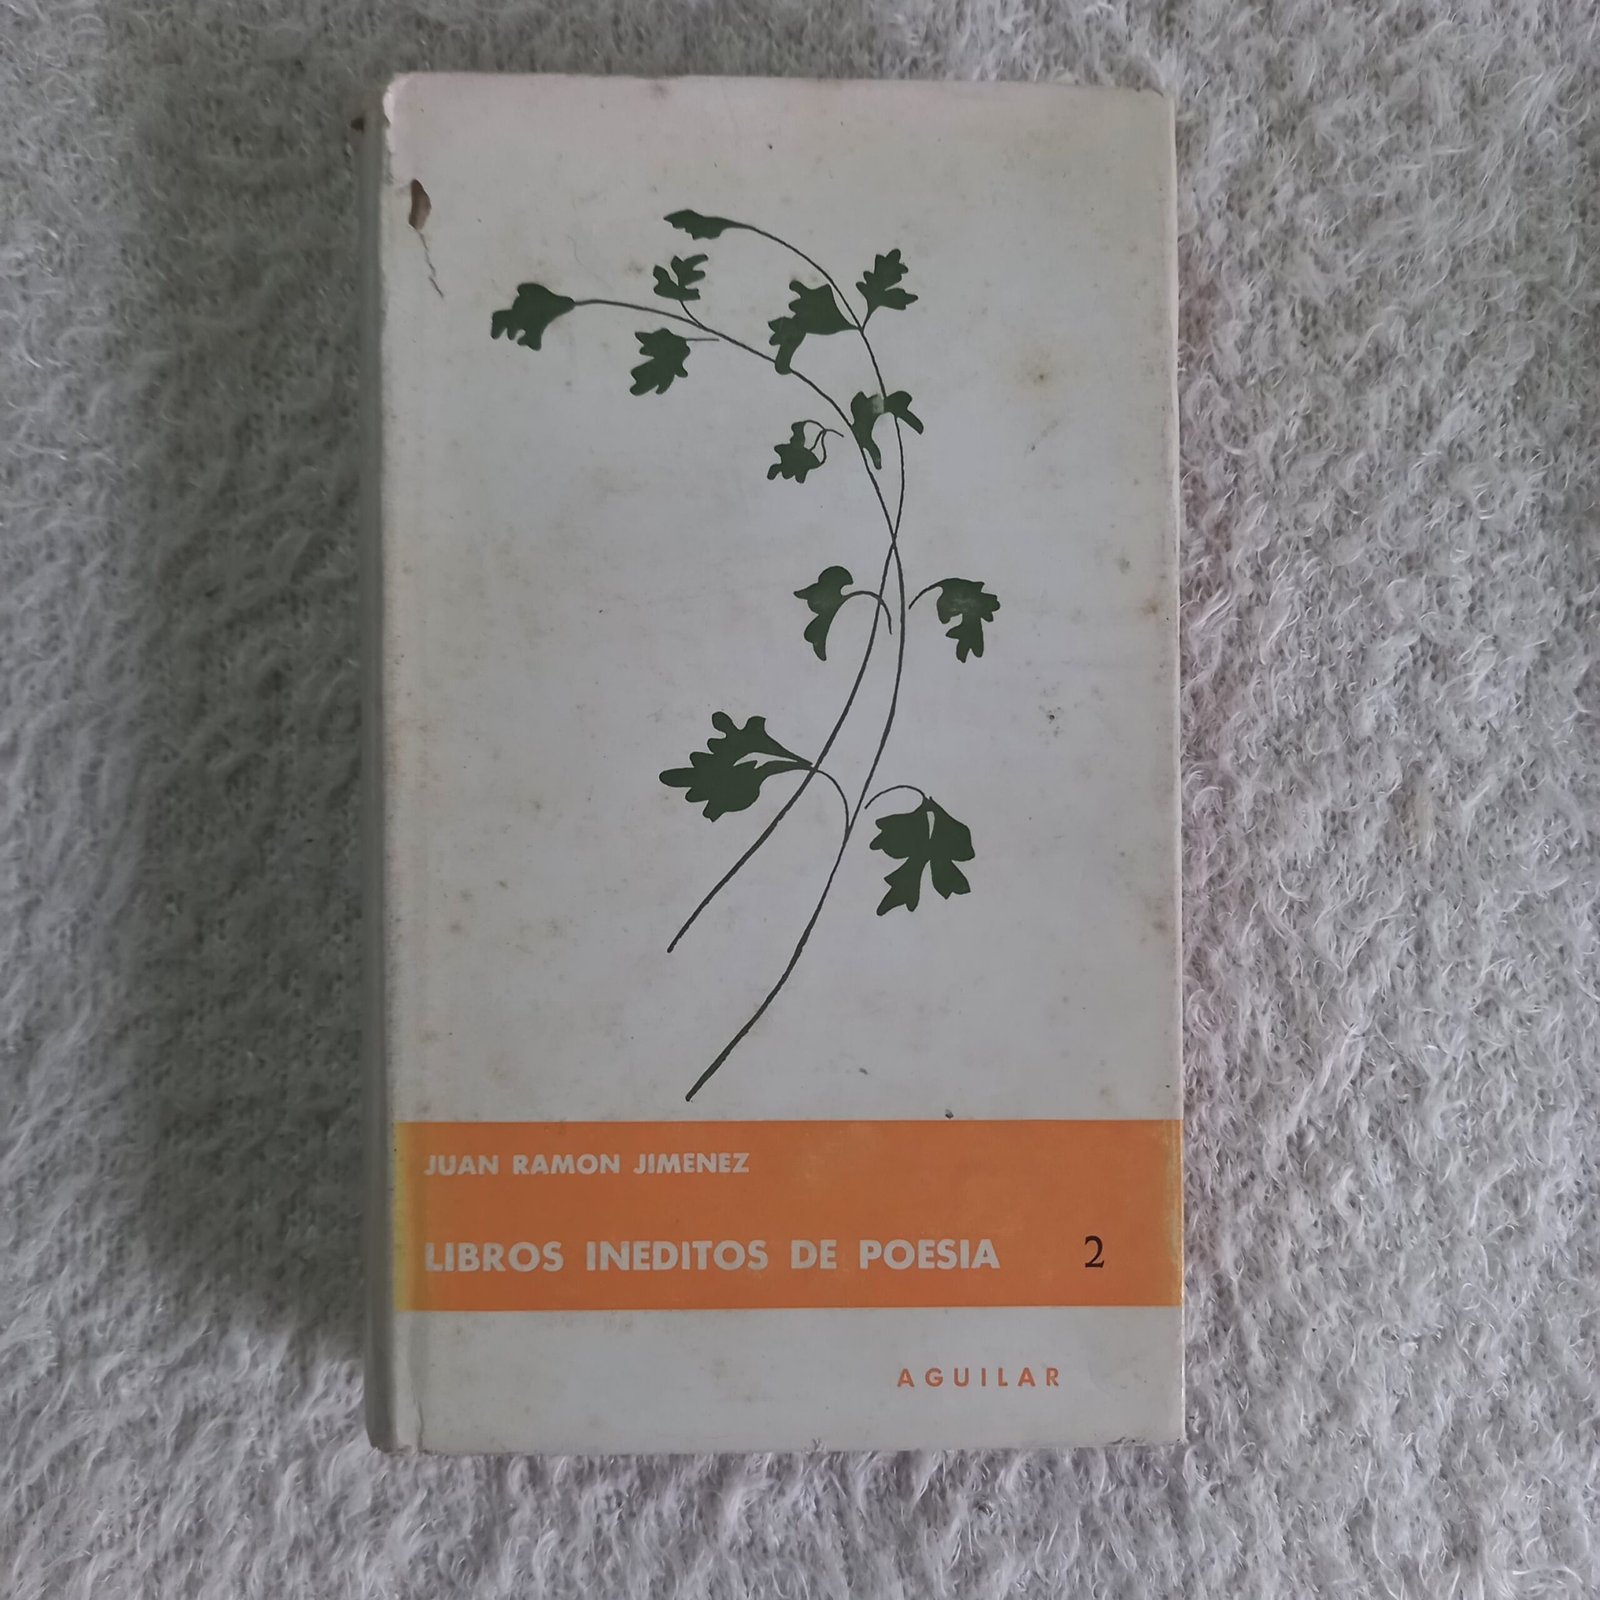 JUAN RAMON JIMENEZ
LIBROS INEDITOS DE POESIA 2
AGUILAR